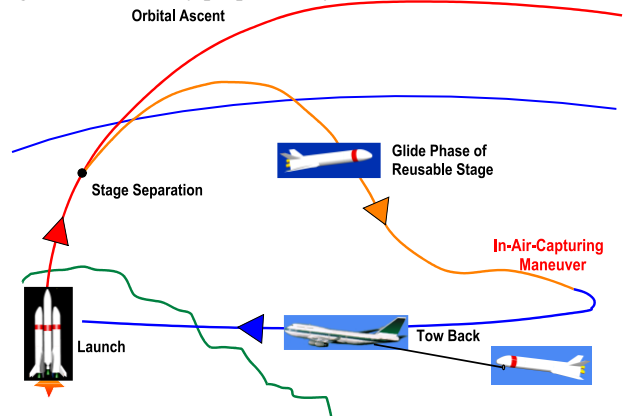 Orbital Ascent
Glide Phase of
Reusable Stage
Stage Separation
In-Air-Capturing
Maneuver
Launch
Tow Back